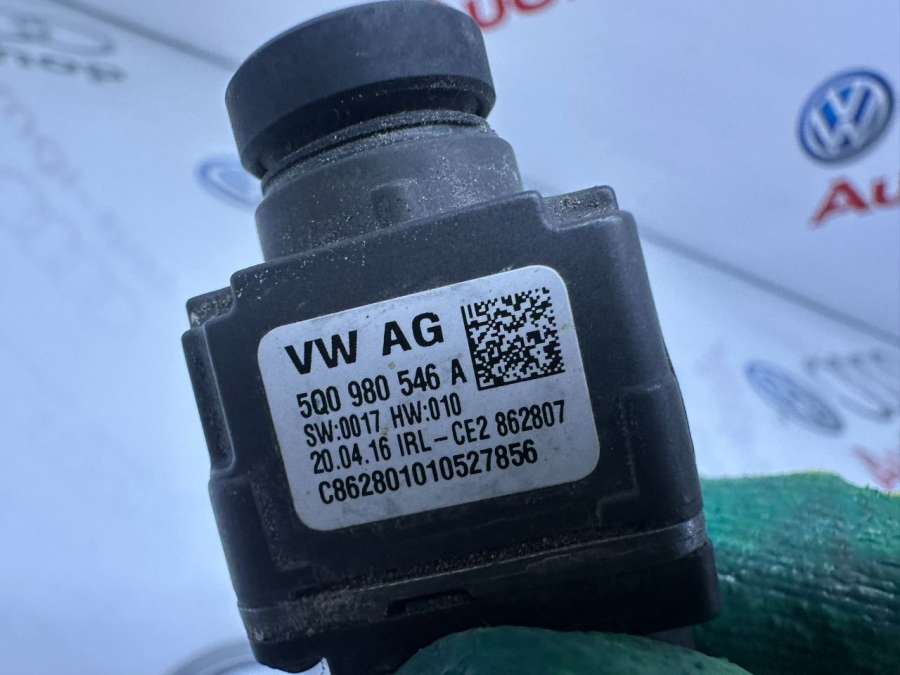 VW AG
5Q0 980 546 A
SW:0017 HW:010
20.04.16 IRL-CE2 862807
C862801010527856